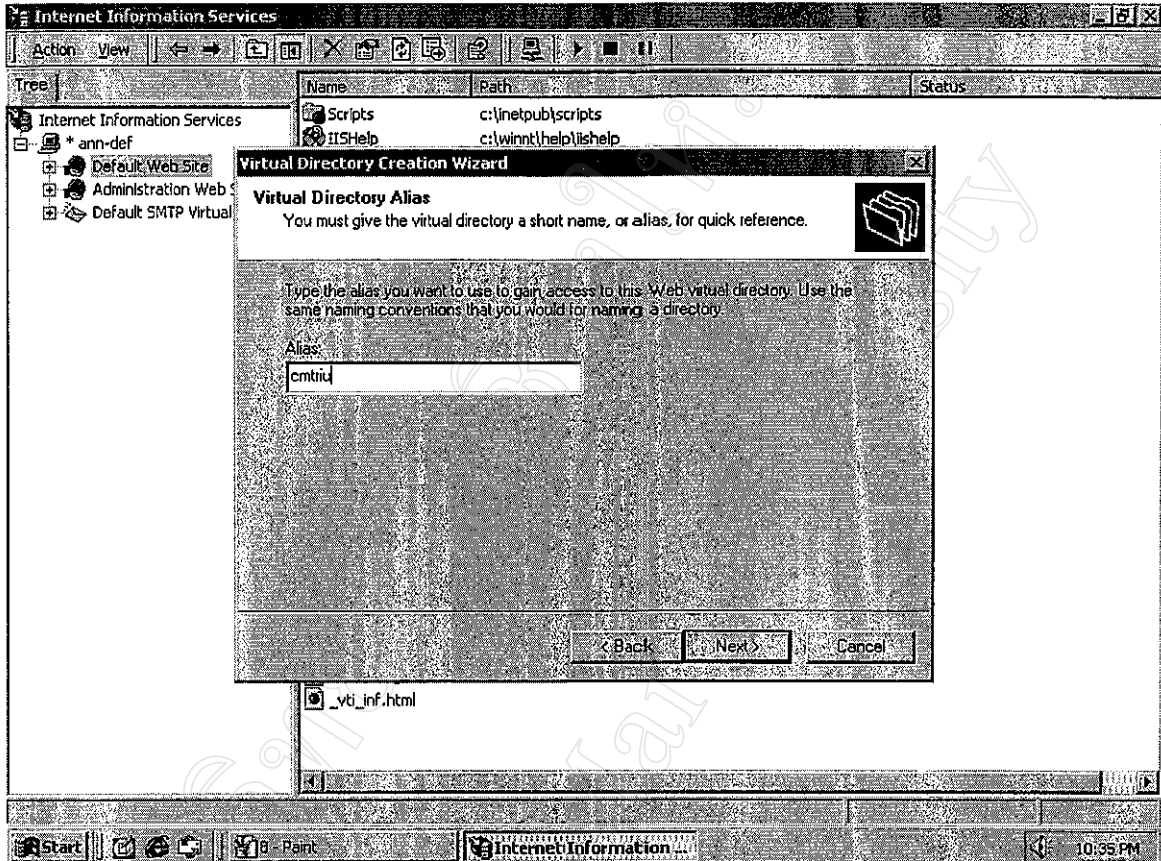 Internet Information Services
Action View
Tree
Name Path Status
Internet Information Services
* ann-def
Default Web Site
Administration Web S
Default SMTP Virtual
Scripts c:\inetpub\scripts
IISHelp c:\winnt\help\iishelp
Virtual Directory Creation Wizard
Virtual Directory Alias
You must give the virtual directory a short name, or alias, for quick reference.
Type the alias you want to use to gain access to this Web virtual directory. Use the
same naming conventions that you would for naming a directory.
Alias:
cmtriu
< Back Next > Cancel
_vti_inf.html
Start 8 - Paint Internet Information ... 10:35 PM